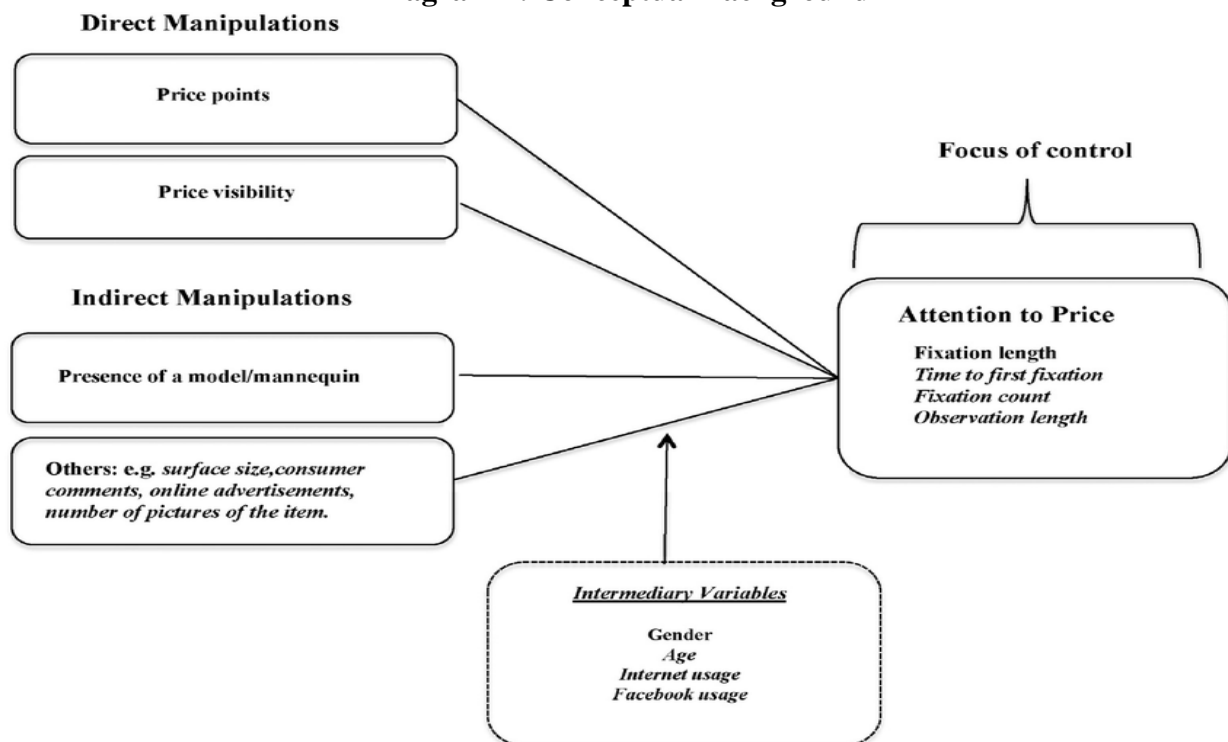 Direct Manipulations
Price points
Price visibility
Focus of control
Indirect Manipulations
Presence of a model/mannequin
Others: e.g. surface size,consumer
comments, online advertisements,
number of pictures of the item.
Attention to Price
Fixation length
Time to first fixation
Fixation count
Observation length
Intermediary Variables
Gender
Age
Internet usage
Facebook usage